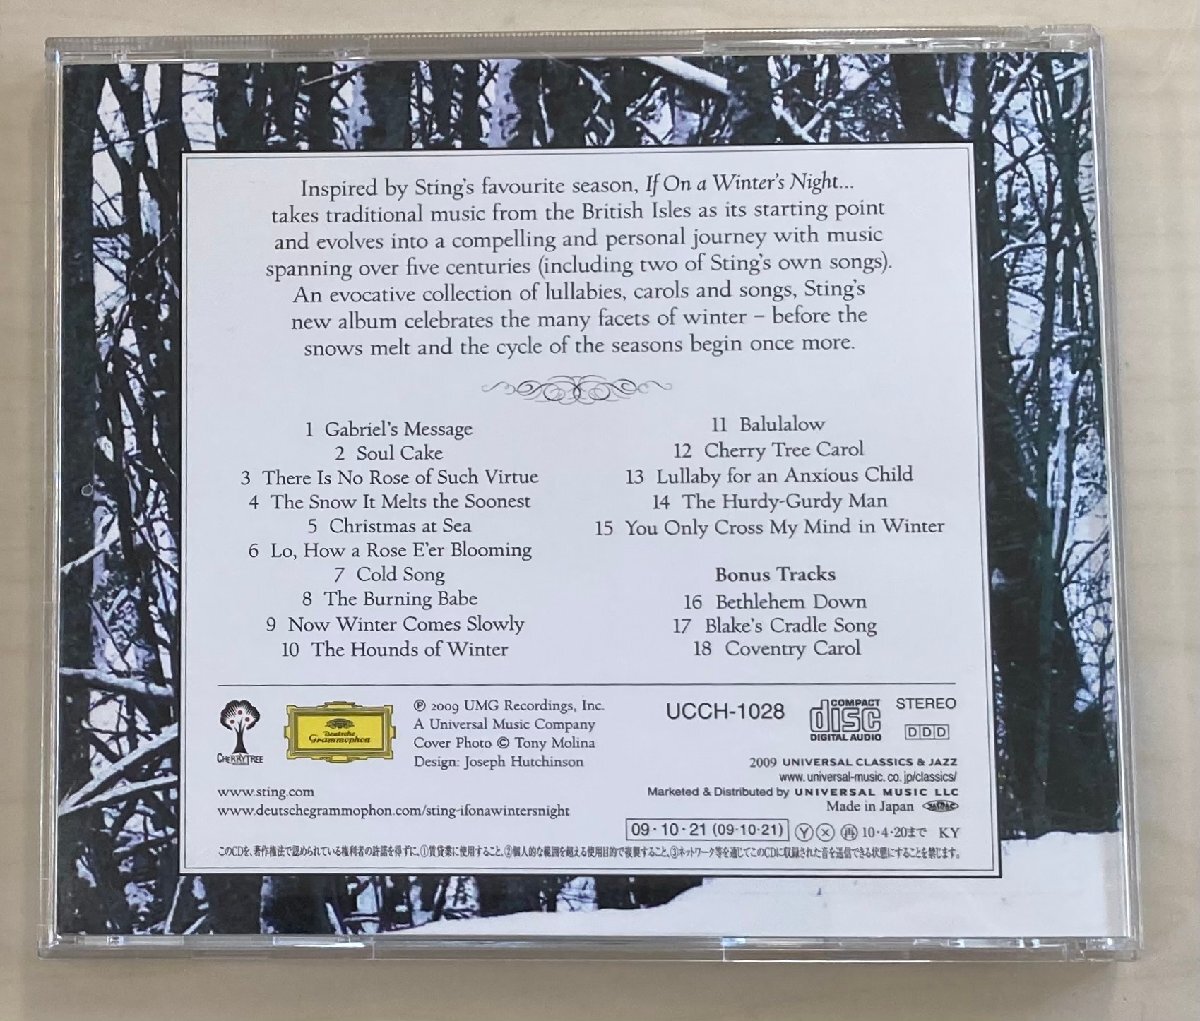 Inspired by Sting's favourite season, If On a Winter's Night...
takes traditional music from the British Isles as its starting point
and evolves into a compelling and personal journey with music
spanning over five centuries (including two of Sting's own songs).
An evocative collection of lullabies, carols and songs, Sting's
new album celebrates the many facets of winter – before the
snows melt and the cycle of the seasons begin once more.
1 Gabriel's Message
2 Soul Cake
3 There Is No Rose of Such Virtue
4 The Snow It Melts the Soonest
5 Christmas at Sea
6 Lo, How a Rose E'er Blooming
7 Cold Song
8 The Burning Babe
9 Now Winter Comes Slowly
10 The Hounds of Winter
11 Balulalow
12 Cherry Tree Carol
13 Lullaby for an Anxious Child
14 The Hurdy-Gurdy Man
15 You Only Cross My Mind in Winter
Bonus Tracks
16 Bethlehem Down
17 Blake's Cradle Song
18 Coventry Carol
CHERRYTREE
Deutsche
Grammophon
℗ 2009 UMG Recordings, Inc.
A Universal Music Company
Cover Photo © Tony Molina
Design: Joseph Hutchinson
www.sting.com
www.deutschegrammophon.com/sting-ifonawintersnight
UCCH-1028
COMPACT
disc
DIGITAL AUDIO
STEREO
DDD
2009 UNIVERSAL CLASSICS & JAZZ
www.universal-music.co.jp/classics/
Marketed & Distributed by UNIVERSAL MUSIC LLC
Made in Japan
09·10·21 (09·10·21) Ⓨ ⓧ 再 10·4·20まで KY
このCDを、著作権法で認められている権利者の許諾を得ずに、①賃貸業に使用すること、②個人的な範囲を超える使用目的で複製すること、③ネットワーク等を通じてこのCDに収録された音を送信できる状態にすることを禁じます。